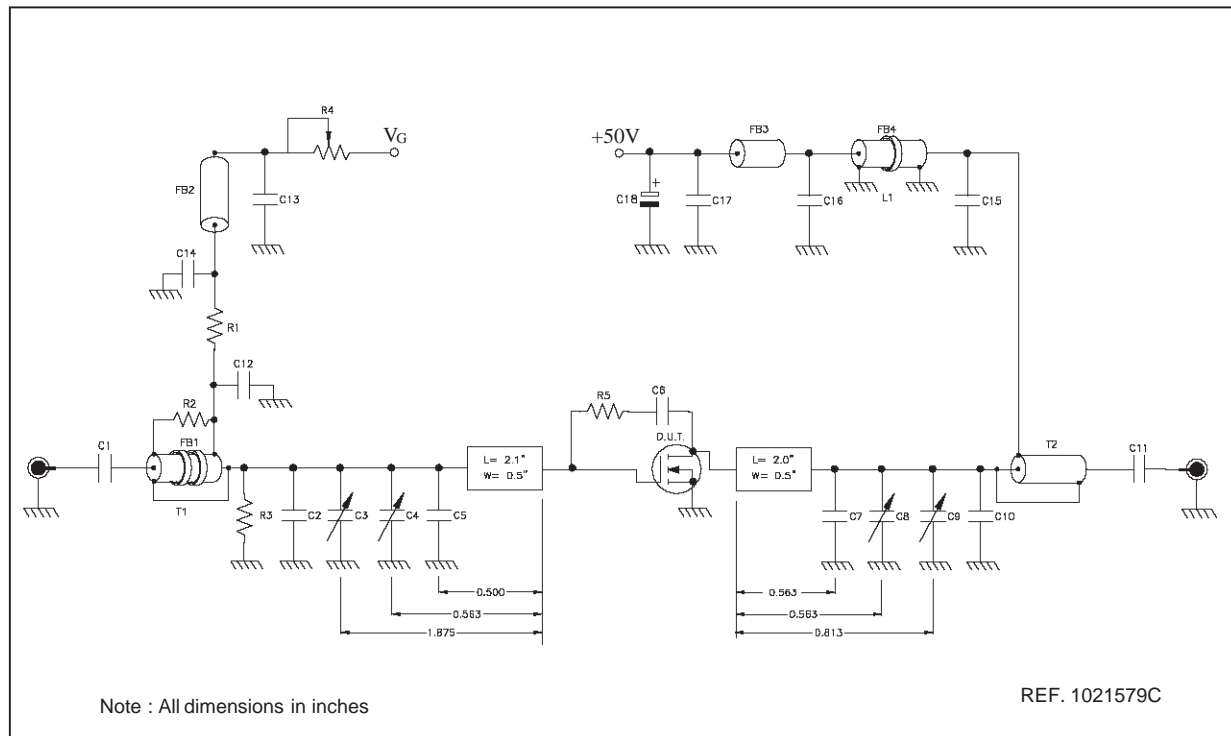 R4
VG
+50V
FB3
FB4
FB2
C13
C18
+
C17
C16
L1
C15
C14
R1
C12
R2
R5
C6
D.U.T.
T2
C1
FB1
C11
L= 2.1"
W= 0.5"
L= 2.0"
W= 0.5"
T1
R3
C2
C3
C4
C5
C7
C8
C9
C10
0.500
0.563
0.563
0.563
1.875
0.813
Note : All dimensions in inches
REF. 1021579C